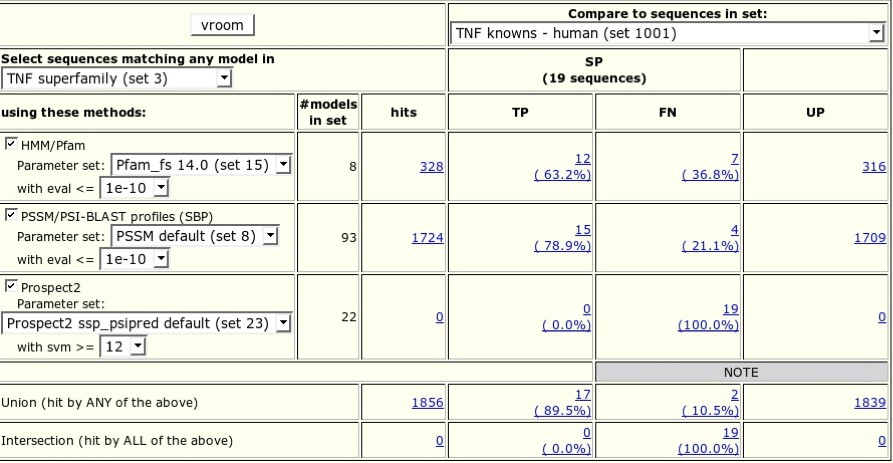 vroom
Compare to sequences in set:
TNF knowns - human (set 1001)
Select sequences matching any model in
TNF superfamily (set 3)
SP
(19 sequences)
using these methods:
#models
in set
hits
TP
FN
UP
HMM/Pfam
Parameter set: Pfam_fs 14.0 (set 15)
with eval <= 1e-10
8
328
12
( 63.2%)
7
( 36.8%)
316
PSSM/PSI-BLAST profiles (SBP)
Parameter set: PSSM default (set 8)
with eval <= 1e-10
93
1724
15
( 78.9%)
4
( 21.1%)
1709
Prospect2
Parameter set:
Prospect2 ssp_psipred default (set 23)
with svm >= 12
22
0
0
( 0.0%)
19
(100.0%)
0
NOTE
Union (hit by ANY of the above)
1856
17
( 89.5%)
2
( 10.5%)
1839
Intersection (hit by ALL of the above)
0
0
( 0.0%)
19
(100.0%)
0